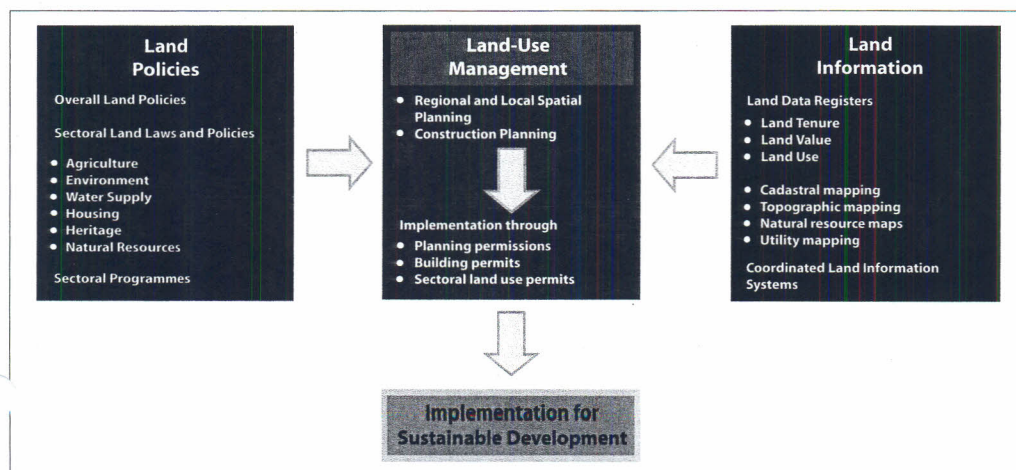 Land
Policies
Overall Land Policies
Sectoral Land Laws and Policies
• Agriculture
• Environment
• Water Supply
• Housing
• Heritage
• Natural Resources
Sectoral Programmes
Land-Use
Management
• Regional and Local Spatial
Planning
• Construction Planning
Implementation through
• Planning permissions
• Building permits
• Sectoral land use permits
Land
Information
Land Data Registers
• Land Tenure
• Land Value
• Land Use
• Cadastral mapping
• Topographic mapping
• Natural resource maps
• Utility mapping
Coordinated Land Information
Systems
Implementation for
Sustainable Development